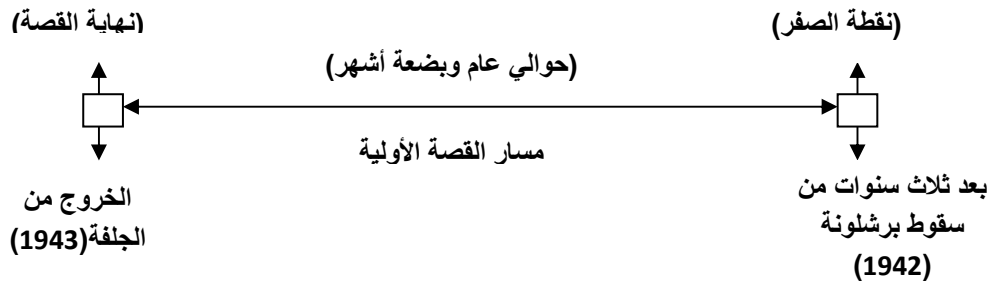 (نقطة الصفر)
(نهاية القصة)
(حوالي عام وبضعة أشهر)
مسار القصة الأولية
بعد ثلاث سنوات من
سقوط برشلونة
(1942)
الخروج من
الجلفة(1943)